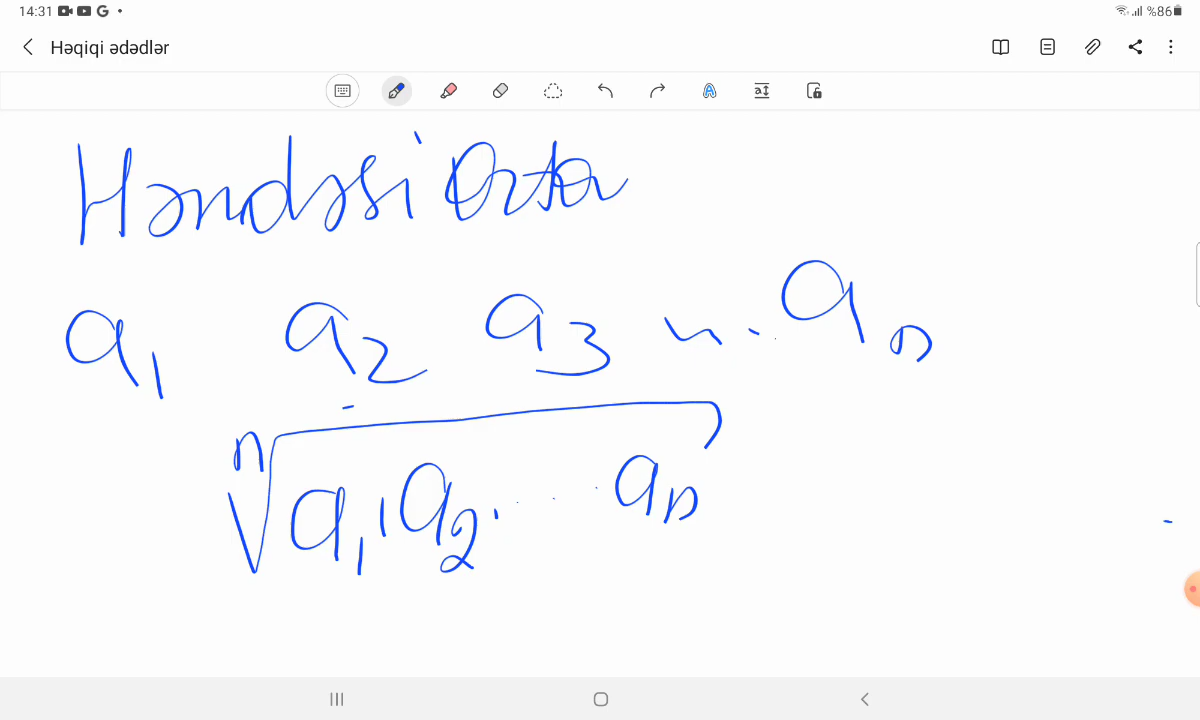 14:31 %86
Həqiqi ədədlər
Həndəsi Orta
a₁ a₂ a₃ ... aₙ
ⁿ√a₁·a₂. ... aₙ